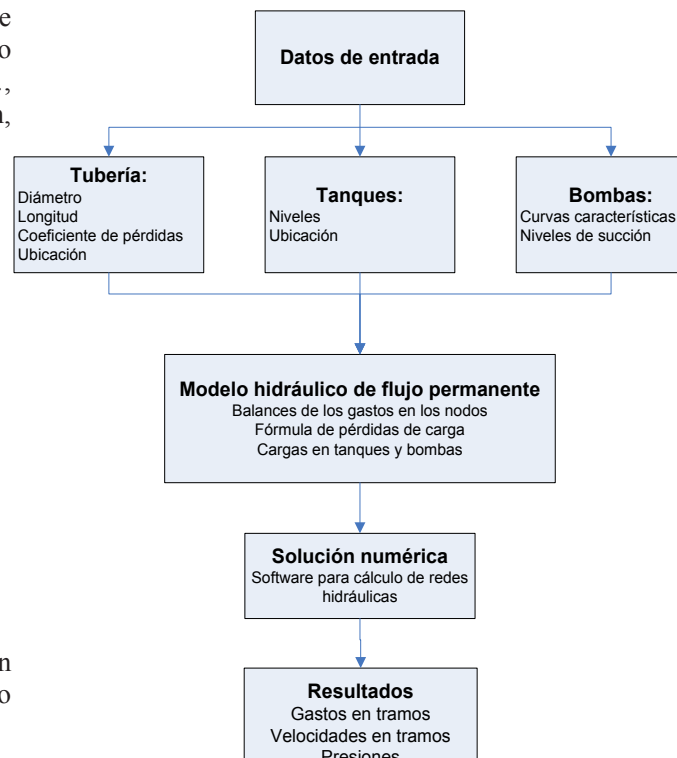 e
o
.,
n,
Datos de entrada
Tubería:
Diámetro
Longitud
Coeficiente de pérdidas
Ubicación
Tanques:
Niveles
Ubicación
Bombas:
Curvas características
Niveles de succión
Modelo hidráulico de flujo permanente
Balances de los gastos en los nodos
Fórmula de pérdidas de carga
Cargas en tanques y bombas
Solución numérica
Software para cálculo de redes
hidráulicas
n
o
Resultados
Gastos en tramos
Velocidades en tramos
Presiones